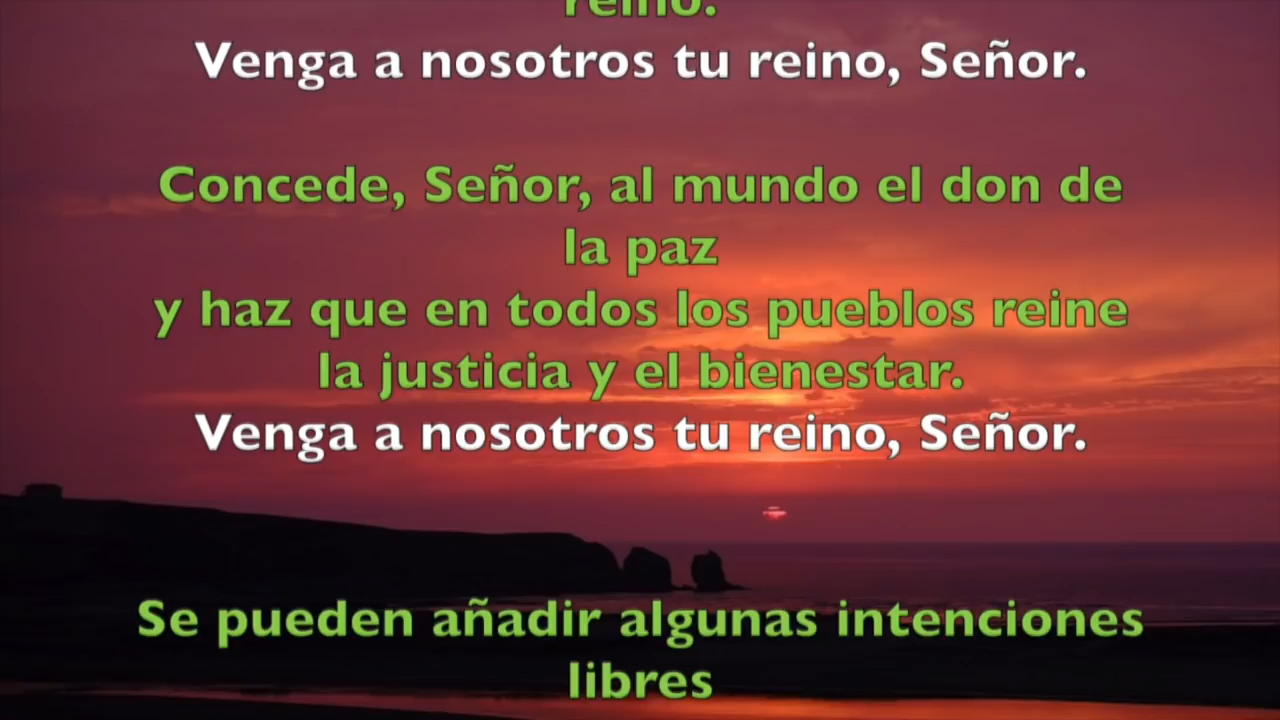 reino.
Venga a nosotros tu reino, Señor.
Concede, Señor, al mundo el don de
la paz
y haz que en todos los pueblos reine
la justicia y el bienestar.
Venga a nosotros tu reino, Señor.
Se pueden añadir algunas intenciones
libres